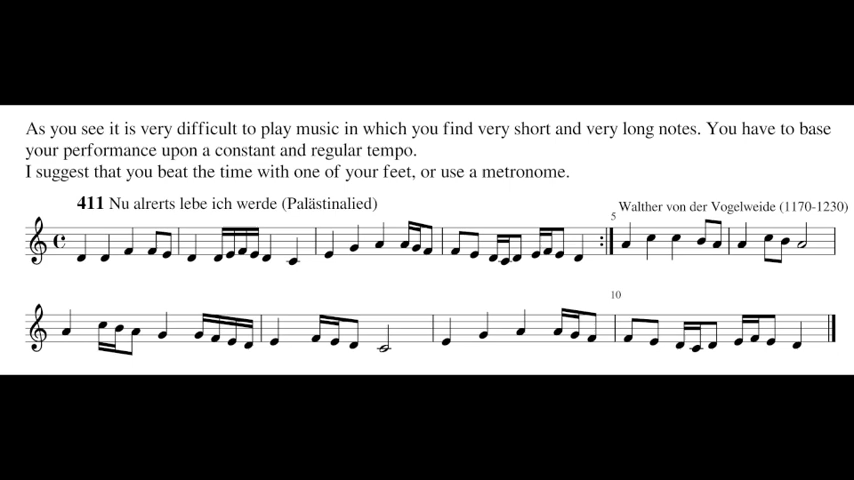 As you see it is very difficult to play music in which you find very short and very long notes. You have to base
your performance upon a constant and regular tempo.
I suggest that you beat the time with one of your feet, or use a metronome.
411 Nu alrerts lebe ich werde (Palästinalied)
Walther von der Vogelweide (1170-1230)
5
10